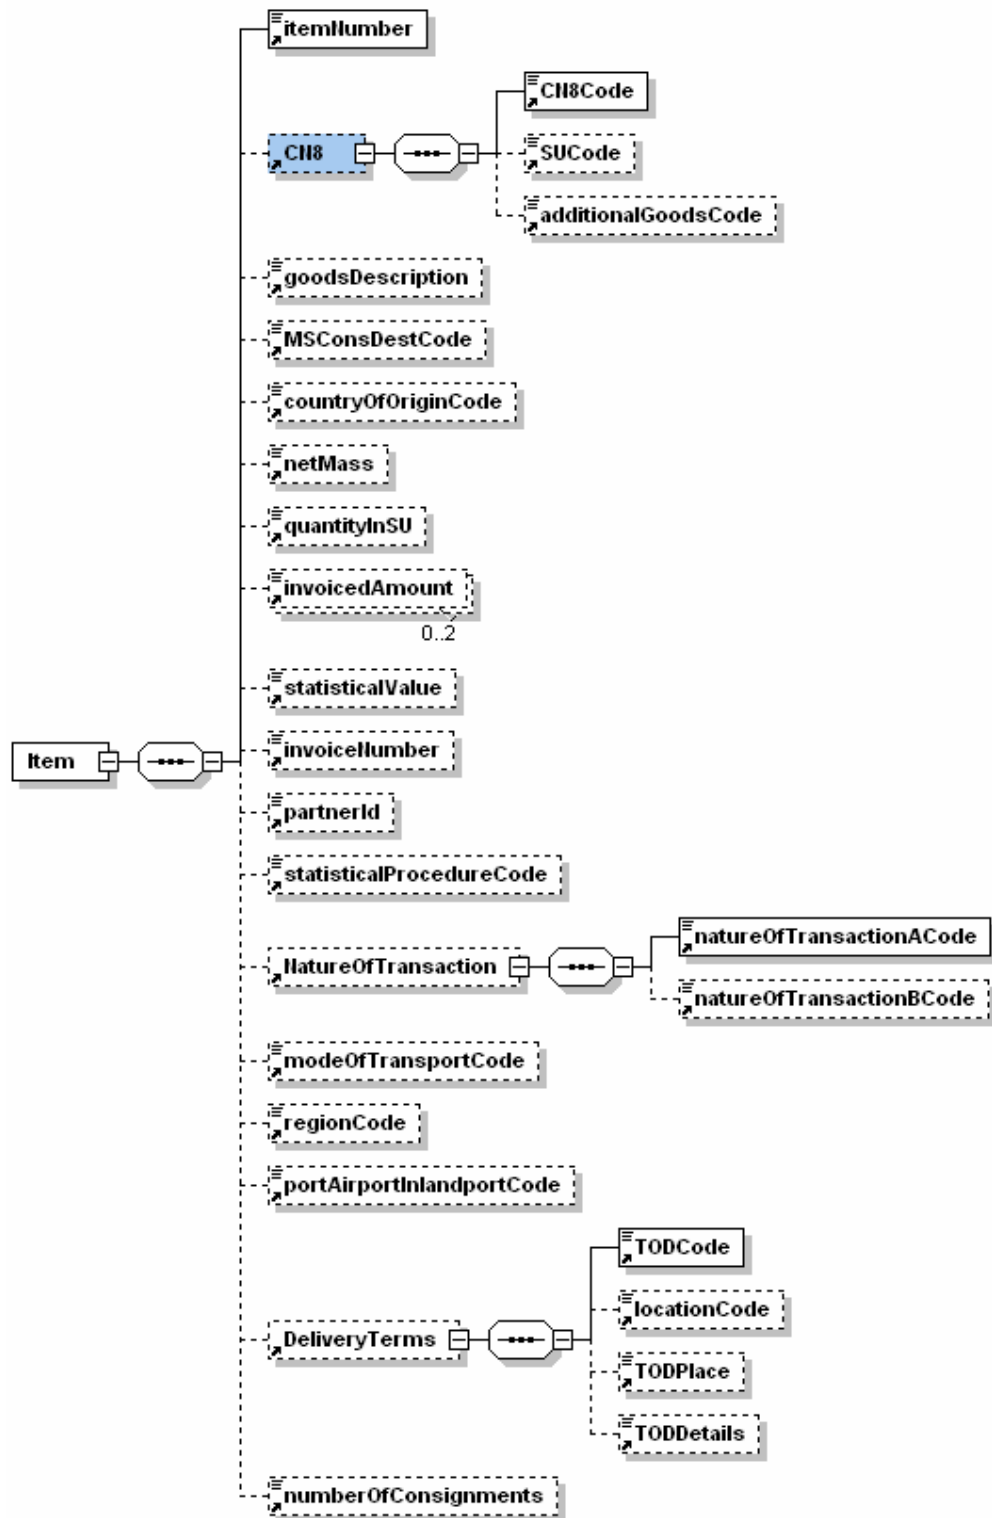 itemNumber
CN8Code
CN8
SUCode
additionalGoodsCode
goodsDescription
MSConsDestCode
countryOfOriginCode
netMass
quantityInSU
invoicedAmount
0..2
statisticalValue
invoiceNumber
Item
partnerId
statisticalProcedureCode
natureOfTransactionACode
NatureOfTransaction
natureOfTransactionBCode
modeOfTransportCode
regionCode
portAirportInlandportCode
TODCode
locationCode
DeliveryTerms
TODPlace
TODDetails
numberOfConsignments